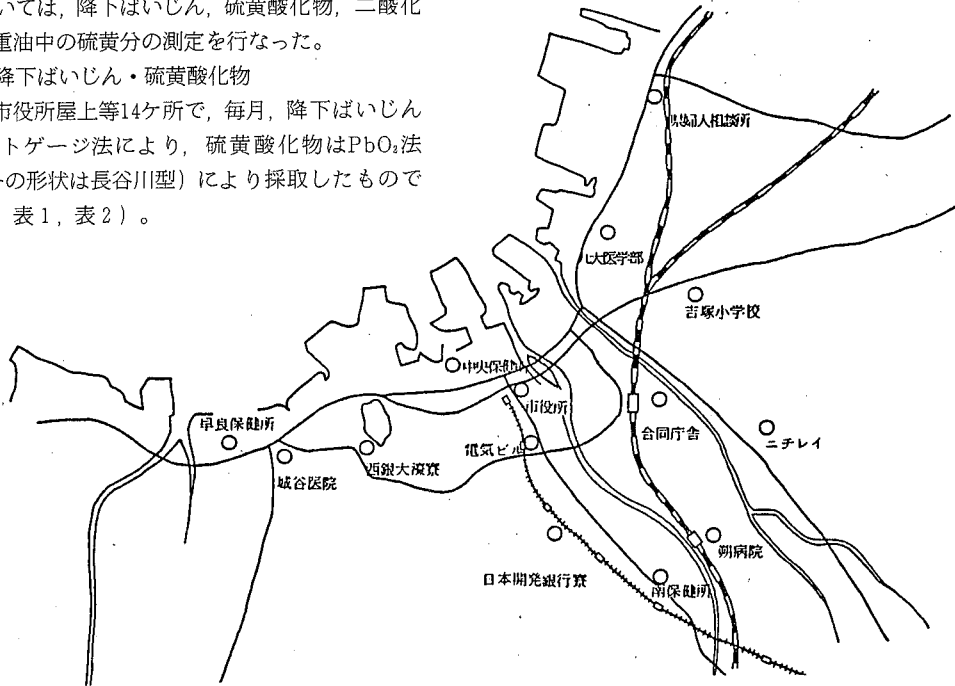 いては，降下ばいじん，硫黄酸化物，二酸化
重油中の硫黄分の測定を行なった。
降下ばいじん・硫黄酸化物
市役所屋上等14ケ所で，毎月，降下ばいじん
トゲージ法により，硫黄酸化物はPbO₂法
の形状は長谷川型）により採取したもので
表1，表2）。
婦人相談所
大医学部
吉塚小学校
中央保健所
市役所
合同庁舎
ニチレイ
早良保健所
電気ビル
西銀大濠寮
城谷医院
朔病院
日本開発銀行寮
南保健所